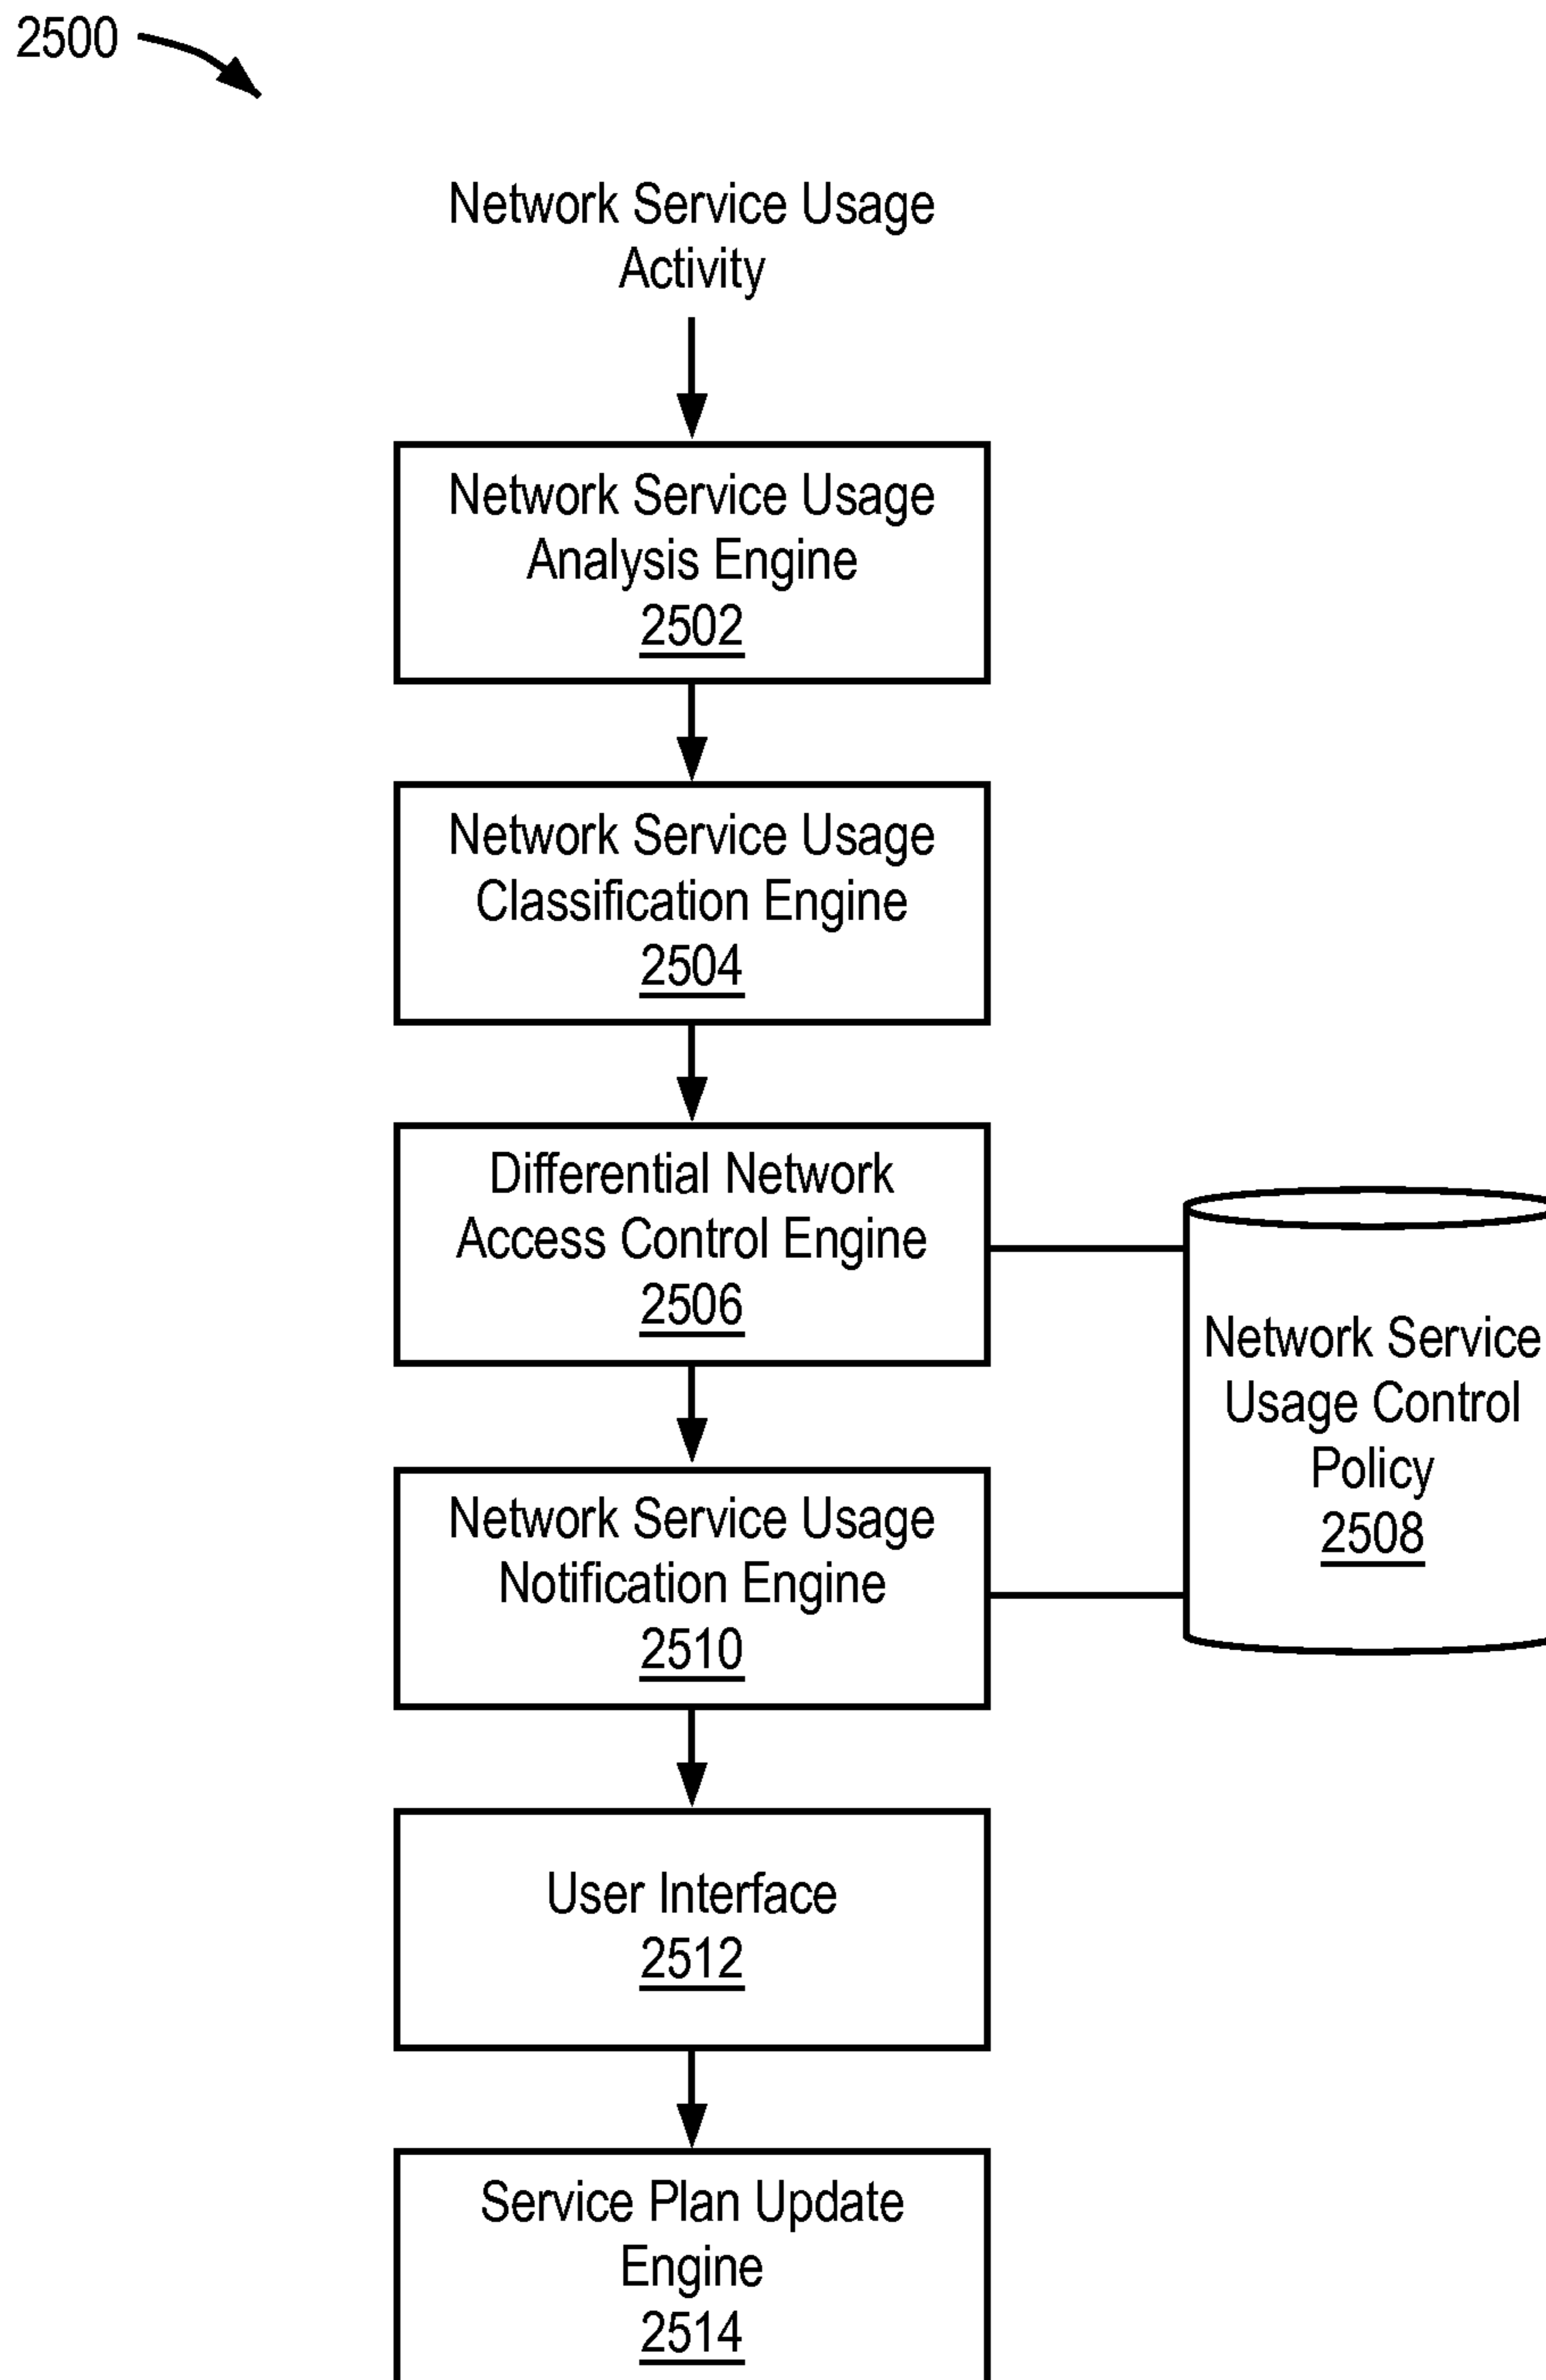 2500
Network Service Usage
Activity
Network Service Usage
Analysis Engine
2502
Network Service Usage
Classification Engine
2504
Differential Network
Access Control Engine
2506
Network Service
Usage Control
Policy
2508
Network Service Usage
Notification Engine
2510
User Interface
2512
Service Plan Update
Engine
2514